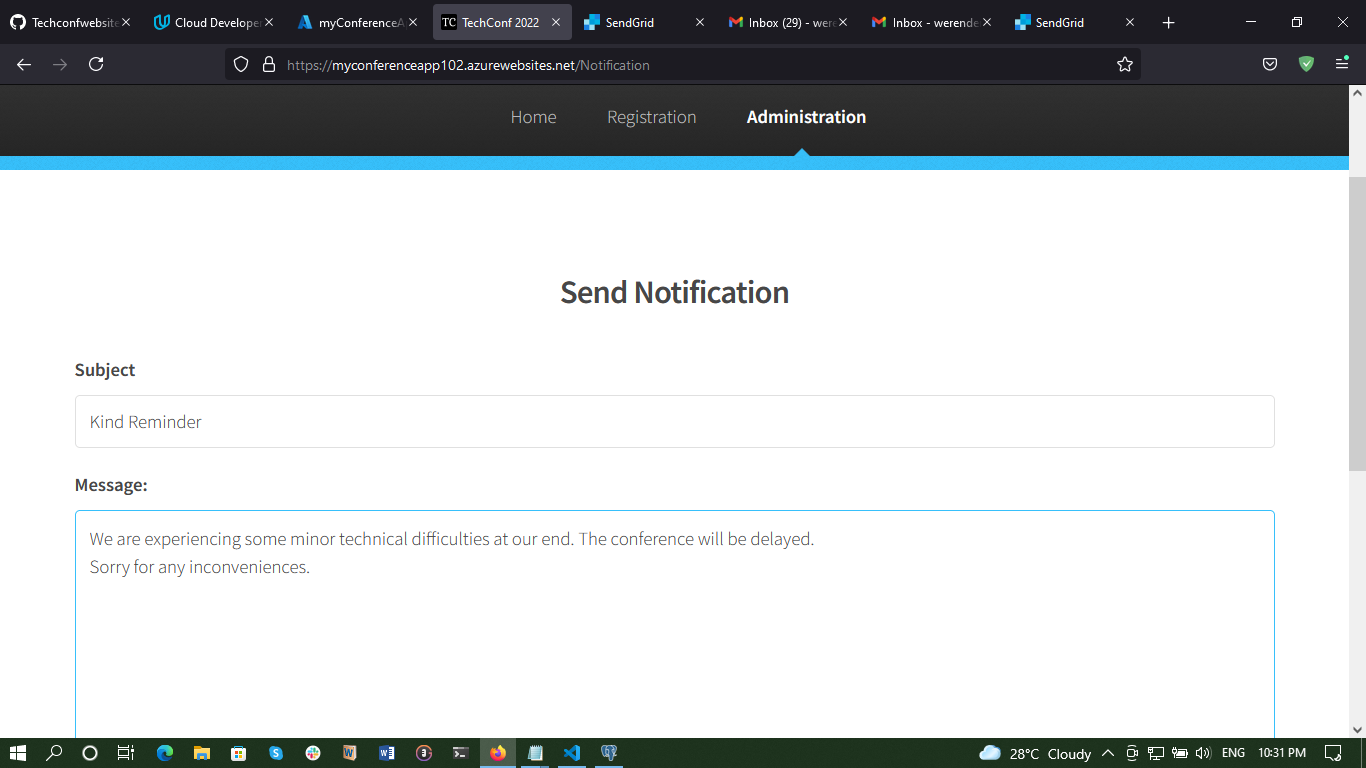 Techconfwebsite
Cloud Developer
myConferenceA
TC TechConf 2022
SendGrid
Inbox (29) - were
Inbox - werende
SendGrid
https://myconferenceapp102.azurewebsites.net/Notification
Home
Registration
Administration
Send Notification
Subject
Kind Reminder
Message:
We are experiencing some minor technical difficulties at our end. The conference will be delayed.
Sorry for any inconveniences.
28°C Cloudy
ENG
10:31 PM